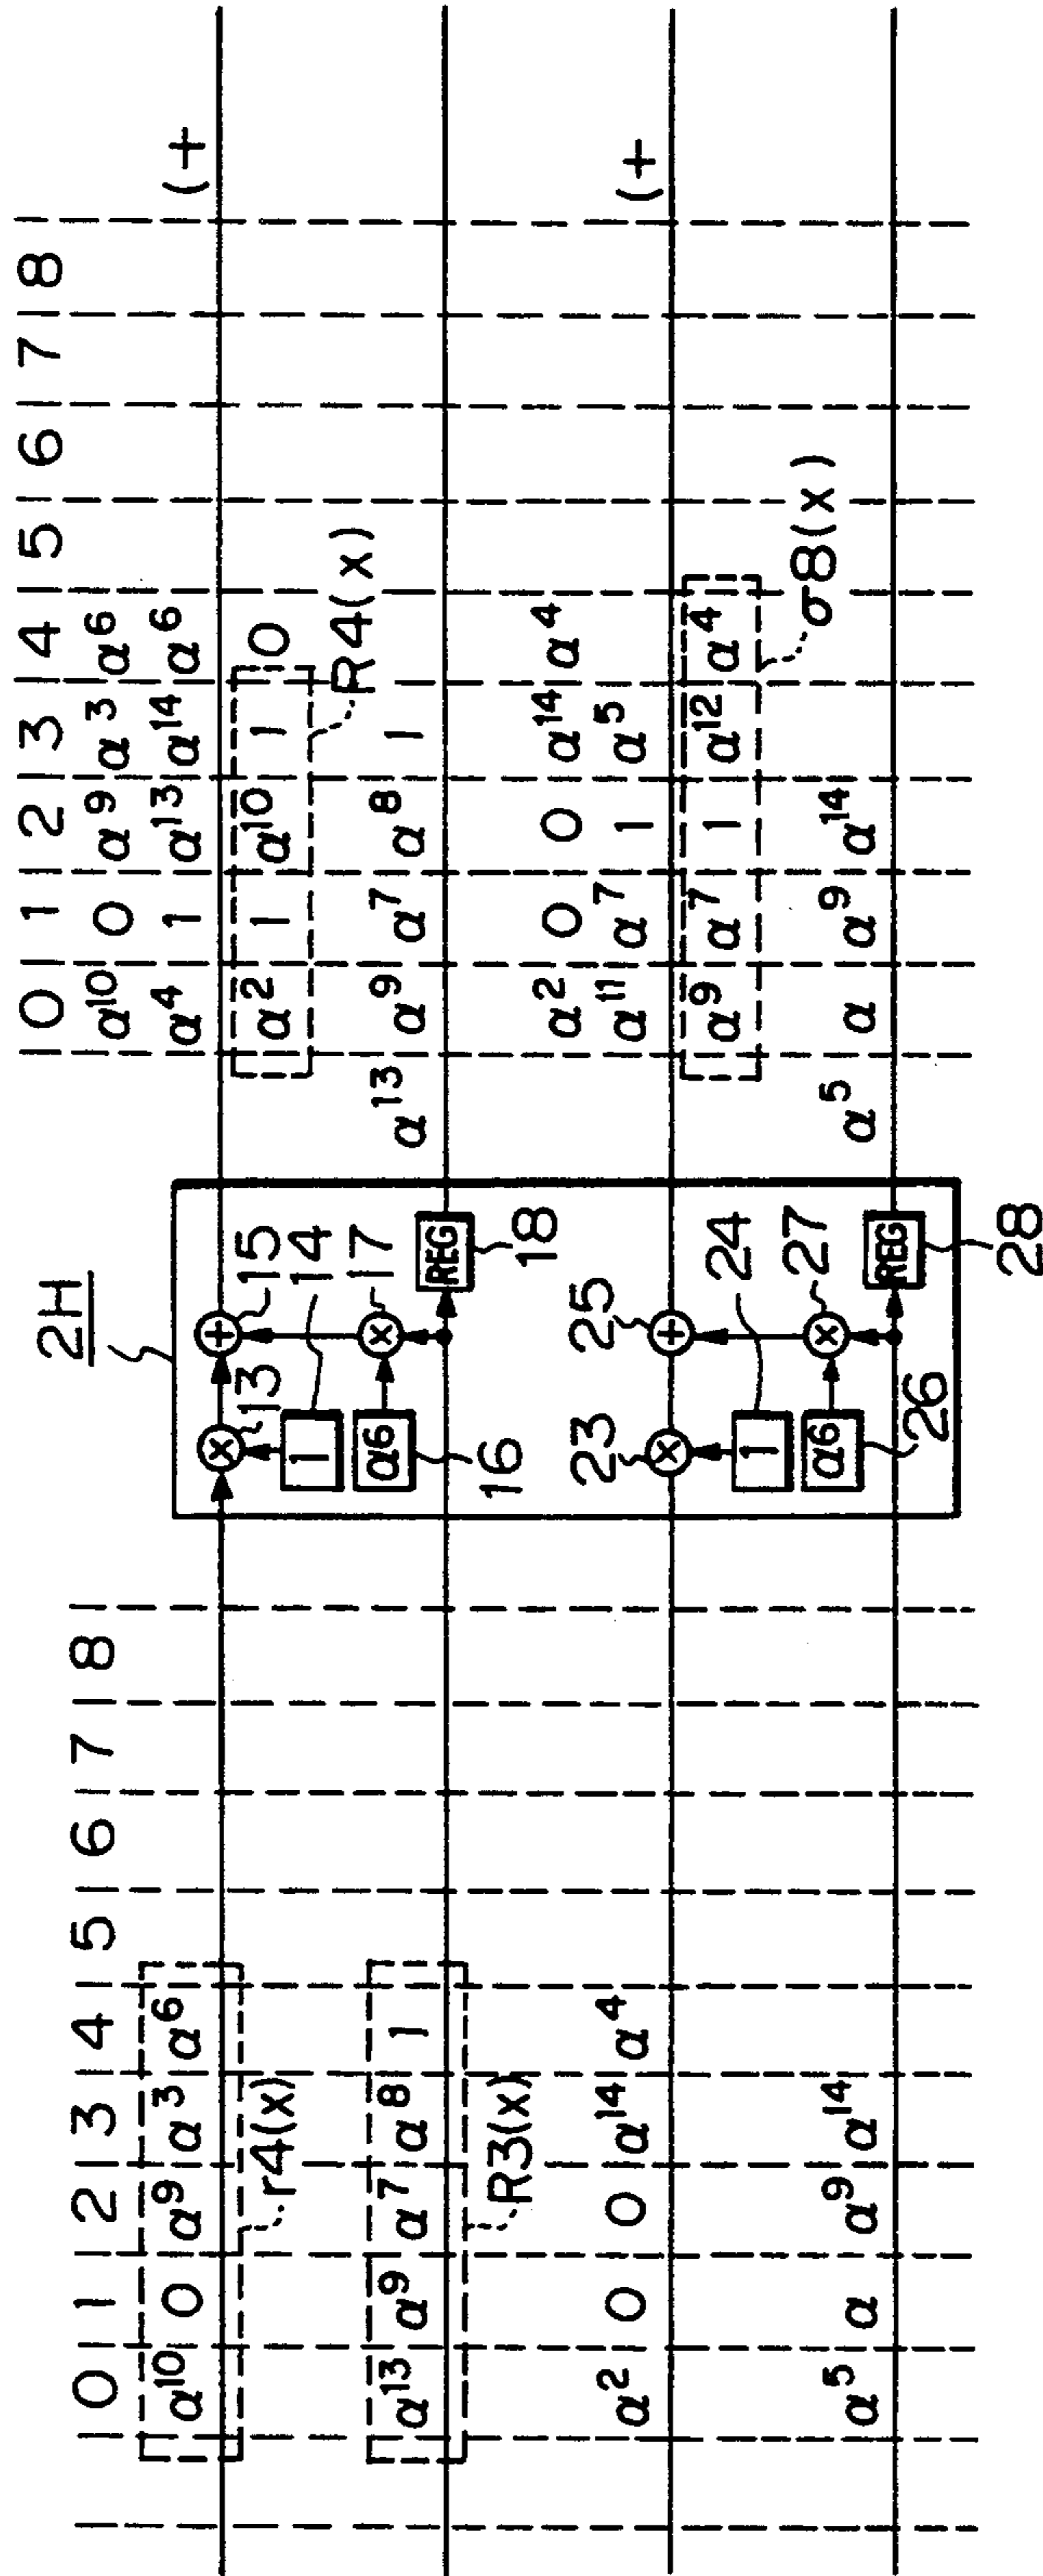 0 1 2 3 4 5 6 7 8
α¹⁰ 0 α⁹ α³ α⁶
r4(x)
α¹³ α⁹ α⁷ α⁸ 1
R3(x)
α² 0 0 α¹⁴ α⁴
α⁵ α α⁹ α¹⁴
2H
13
15
14
1
17
α6
16
REG
18
23
25
24
1
27
α6
26
REG
28
0 1 2 3 4 5 6 7 8
α¹⁰ 0 α⁹ α³ α⁶
α⁴ 1 α¹³ α¹⁴ α⁶ (+
α² 1 α¹⁰ 1 0
R4(x)
α¹³ α⁹ α⁷ α⁸ 1
α² 0 0 α¹⁴ α⁴
α¹¹ α⁷ 1 α⁵ (+
α⁹ α⁷ 1 α¹² α⁴
σ8(x)
α⁵ α α⁹ α¹⁴